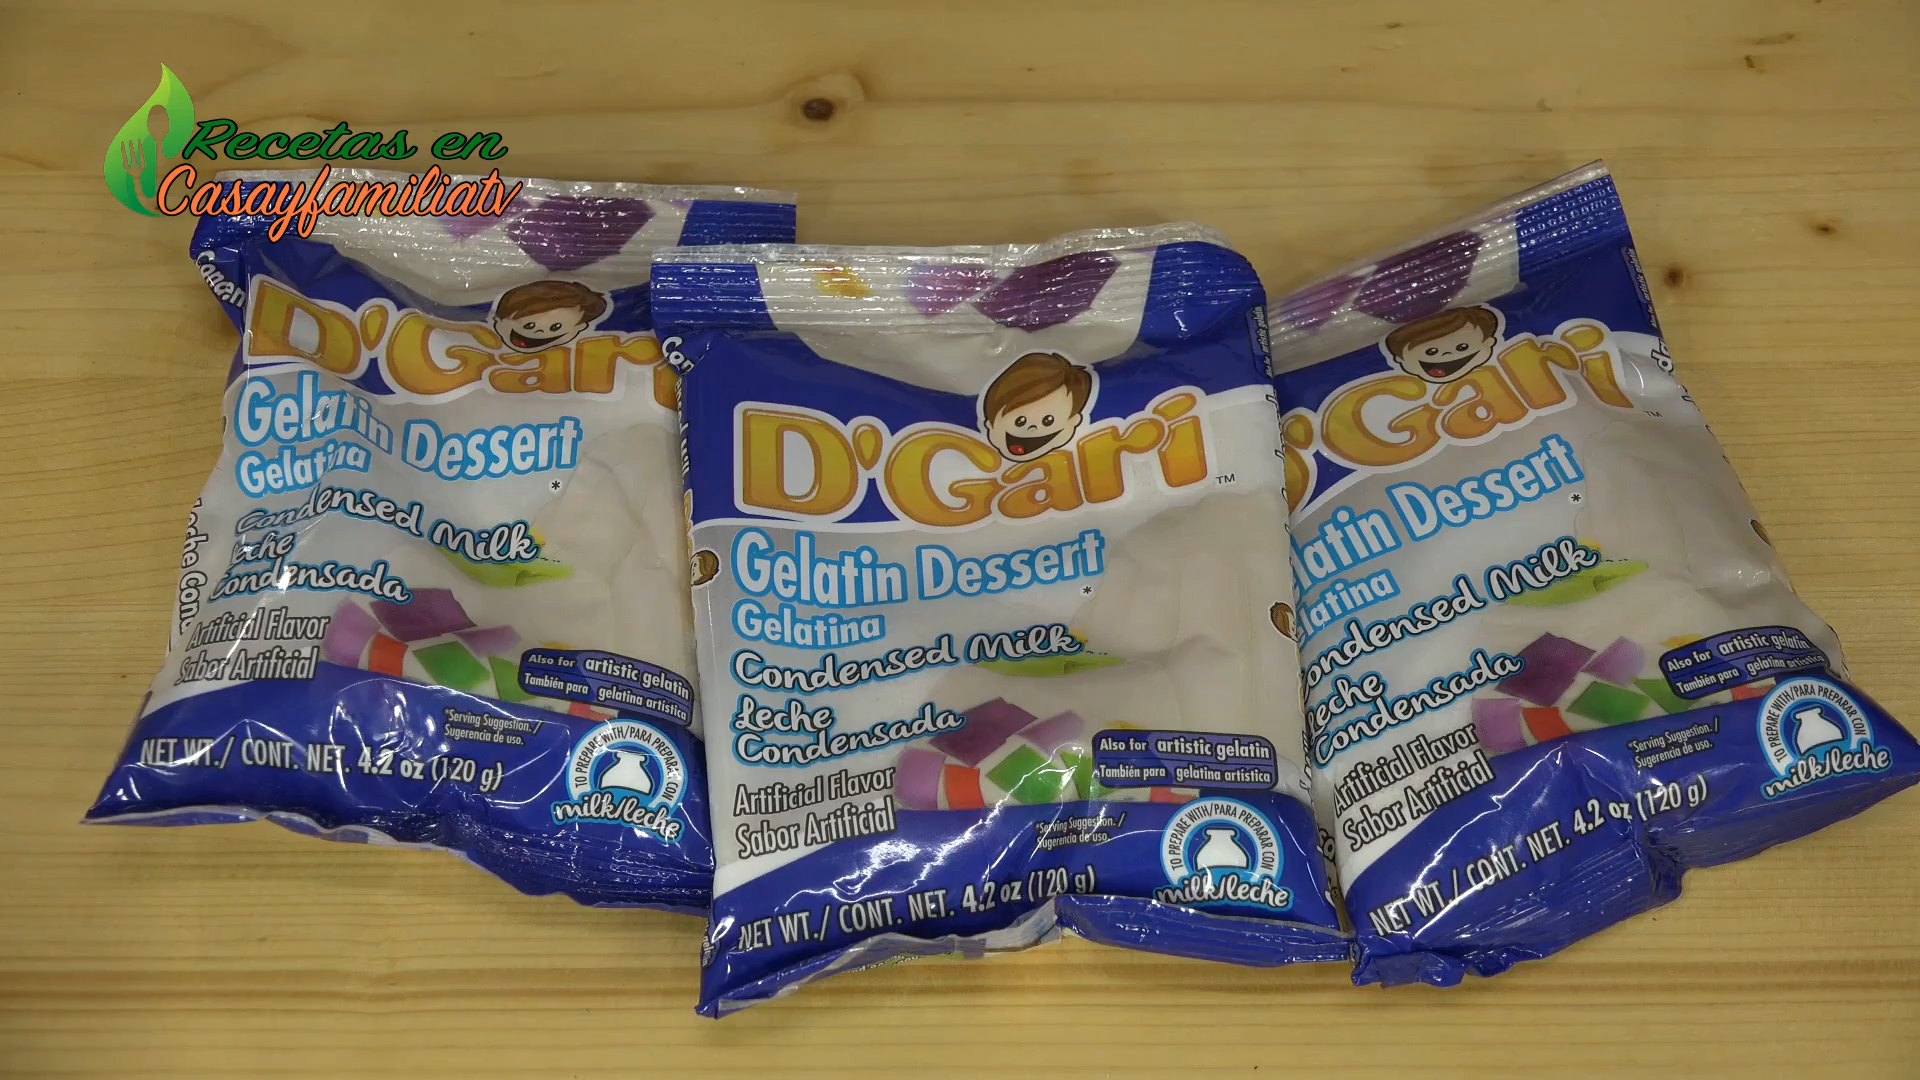 Recetas en
Casayfamiliatv
D'Gari
Gelatin Dessert
Gelatina
*
Condensed Milk
Leche
Condensada
Artificial Flavor
Sabor Artificial
Also for artistic gelatin
También para gelatina artística
*Serving Suggestion. /
Sugerencia de uso.
NET WT./ CONT. NET. 4.2 oz (120 g)
TO PREPARE WITH/PARA PREPARAR CON
milk/leche
D'Gari™
Gelatin Dessert
Gelatina
*
Condensed Milk
Leche
Condensada
Artificial Flavor
Sabor Artificial
Also for artistic gelatin
También para gelatina artística
*Serving Suggestion. /
Sugerencia de uso.
NET WT./ CONT. NET. 4.2 oz (120 g)
TO PREPARE WITH/PARA PREPARAR CON
milk/leche
D'Gari™
Gelatin Dessert
Gelatina
*
Condensed Milk
Leche
Condensada
Artificial Flavor
Sabor Artificial
Also for artistic gelatin
También para gelatina artística
*Serving Suggestion. /
Sugerencia de uso.
NET WT./ CONT. NET. 4.2 oz (120 g)
TO PREPARE WITH/PARA PREPARAR CON
milk/leche